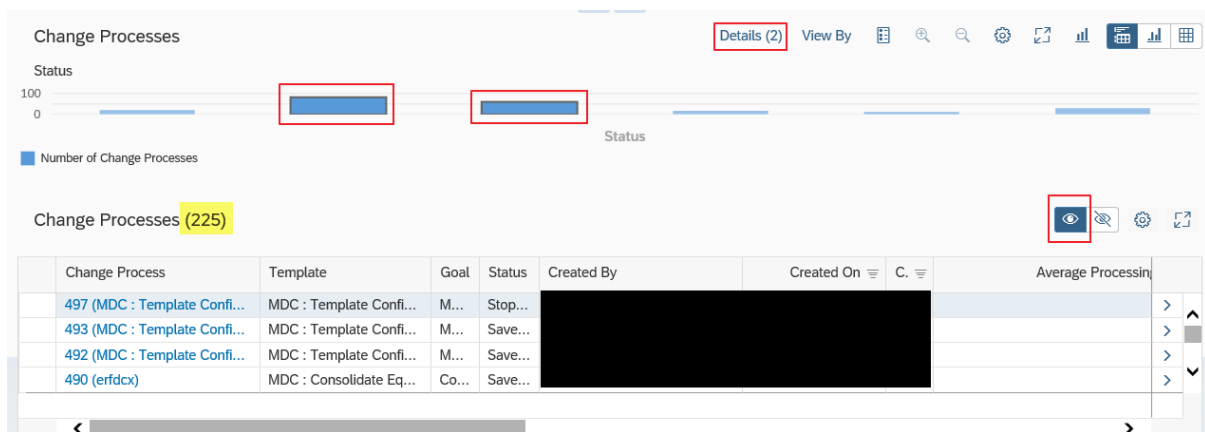 Change Processes
Details (2) View By
Status
100
0
Status
Number of Change Processes
Change Processes (225)
Change Process Template Goal Status Created By Created On C. Average Processing
497 (MDC : Template Confi... MDC : Template Confi... M... Stop...
493 (MDC : Template Confi... MDC : Template Confi... M... Save...
492 (MDC : Template Confi... MDC : Template Confi... M... Save...
490 (erfdcx) MDC : Consolidate Eq... Co... Save...